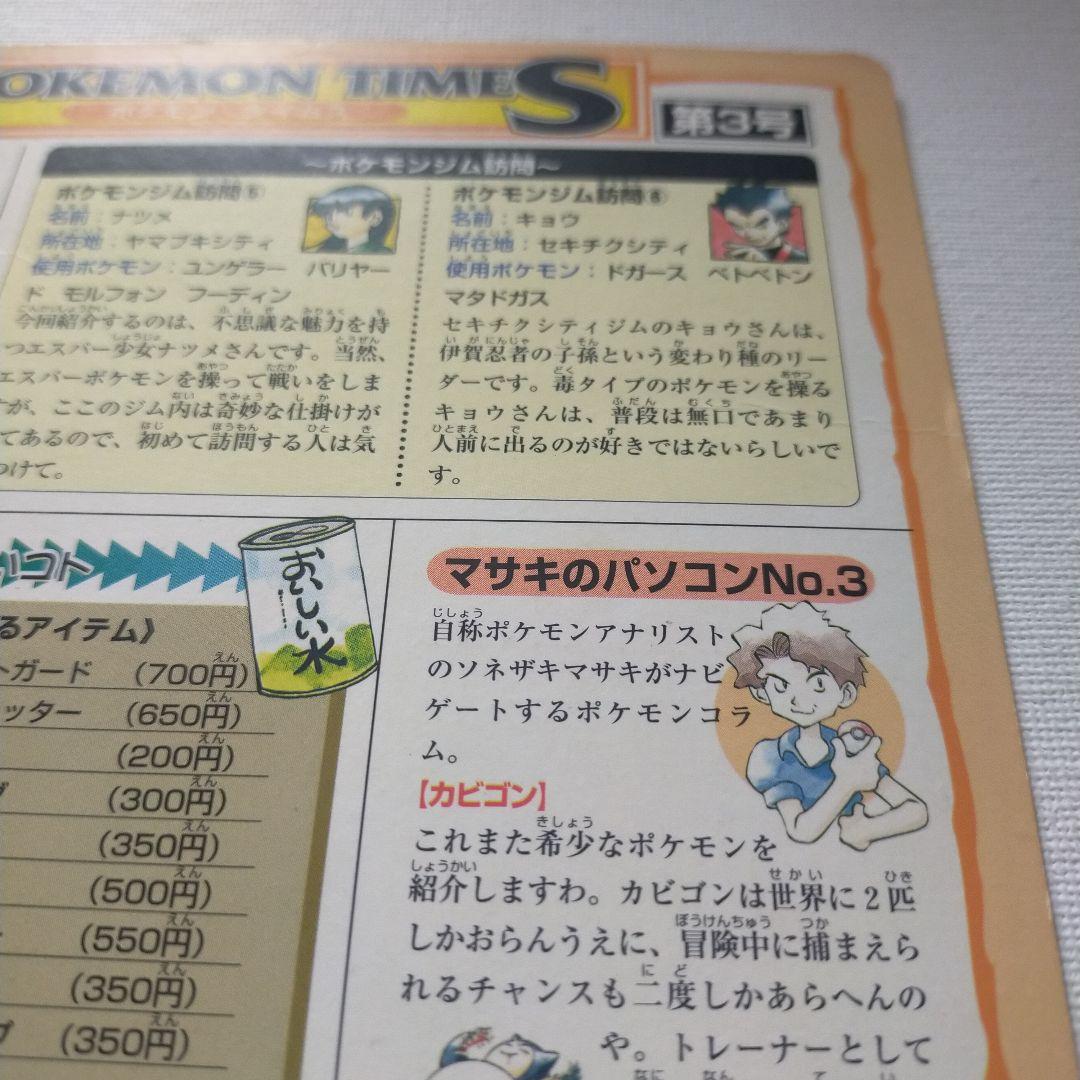 OKEMON TIMES
第3号
～ポケモンジム訪問～
ポケモンジム訪問⑤
名前：ナツメ
所在地：ヤマブキシティ
使用ポケモン：ユンゲラー　バリヤー
ド　モルフォン　フーディン
今回紹介するのは、不思議な魅力を持
つエスパー少女ナツメさんです。当然、
エスパーポケモンを操って戦いをしま
すが、ここのジム内は奇妙な仕掛けが
てあるので、初めて訪問する人は気
つけて。
ポケモンジム訪問⑥
名前：キョウ
所在地：セキチクシティ
使用ポケモン：ドガース　ベトベトン
マタドガス
セキチクシティジムのキョウさんは、
伊賀忍者の子孫という変わり種のリー
ダーです。毒タイプのポケモンを操る
キョウさんは、普段は無口であまり
人前に出るのが好きではないらしいで
す。
コト
おいしい水
るアイテム》
ガード　(700円)
ッター　(650円)
(200円)
(300円)
(350円)
(500円)
(550円)
(350円)
(350円)
マサキのパソコンNo.3
自称ポケモンアナリスト
のソネザキマサキがナビ
ゲートするポケモンコラ
ム。
【カビゴン】
これまた希少なポケモンを
紹介しますわ。カビゴンは世界に2匹
しかおらんうえに、冒険中に捕まえら
れるチャンスも二度しかあらへんの
や。トレーナーとして